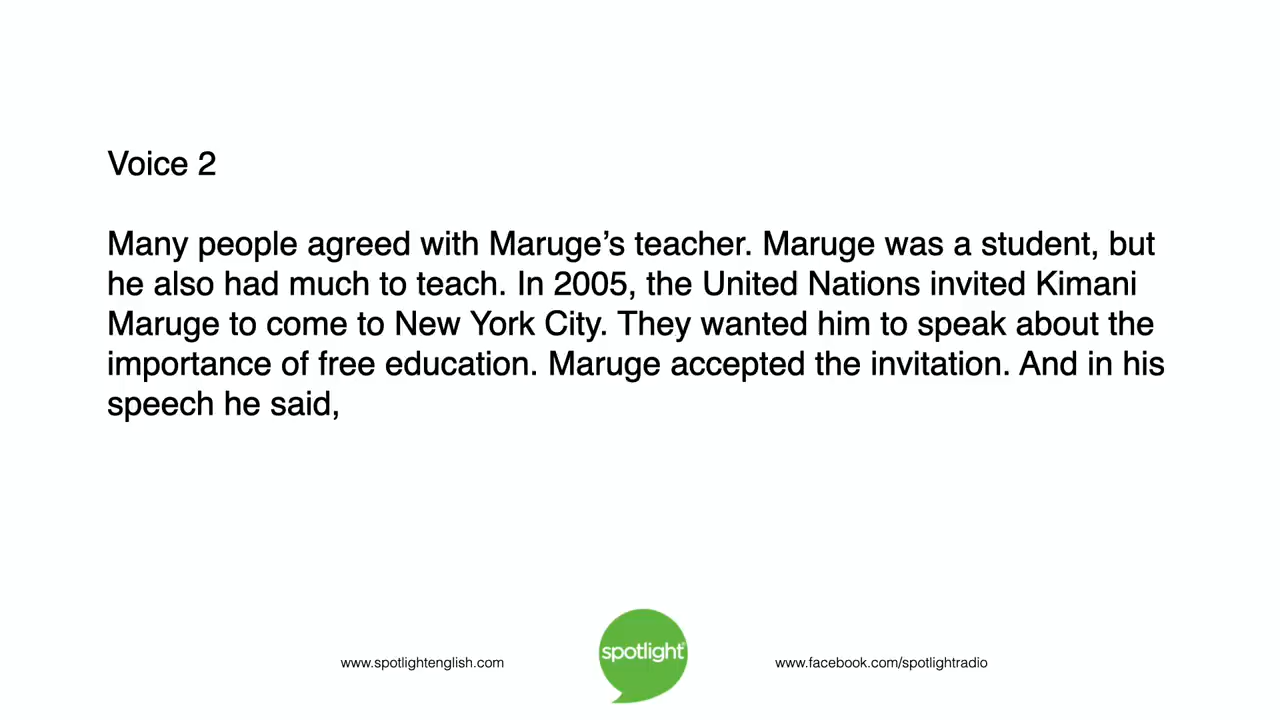 Voice 2
Many people agreed with Maruge’s teacher. Maruge was a student, but
he also had much to teach. In 2005, the United Nations invited Kimani
Maruge to come to New York City. They wanted him to speak about the
importance of free education. Maruge accepted the invitation. And in his
speech he said,
www.spotlightenglish.com
spotlight®
www.facebook.com/spotlightradio